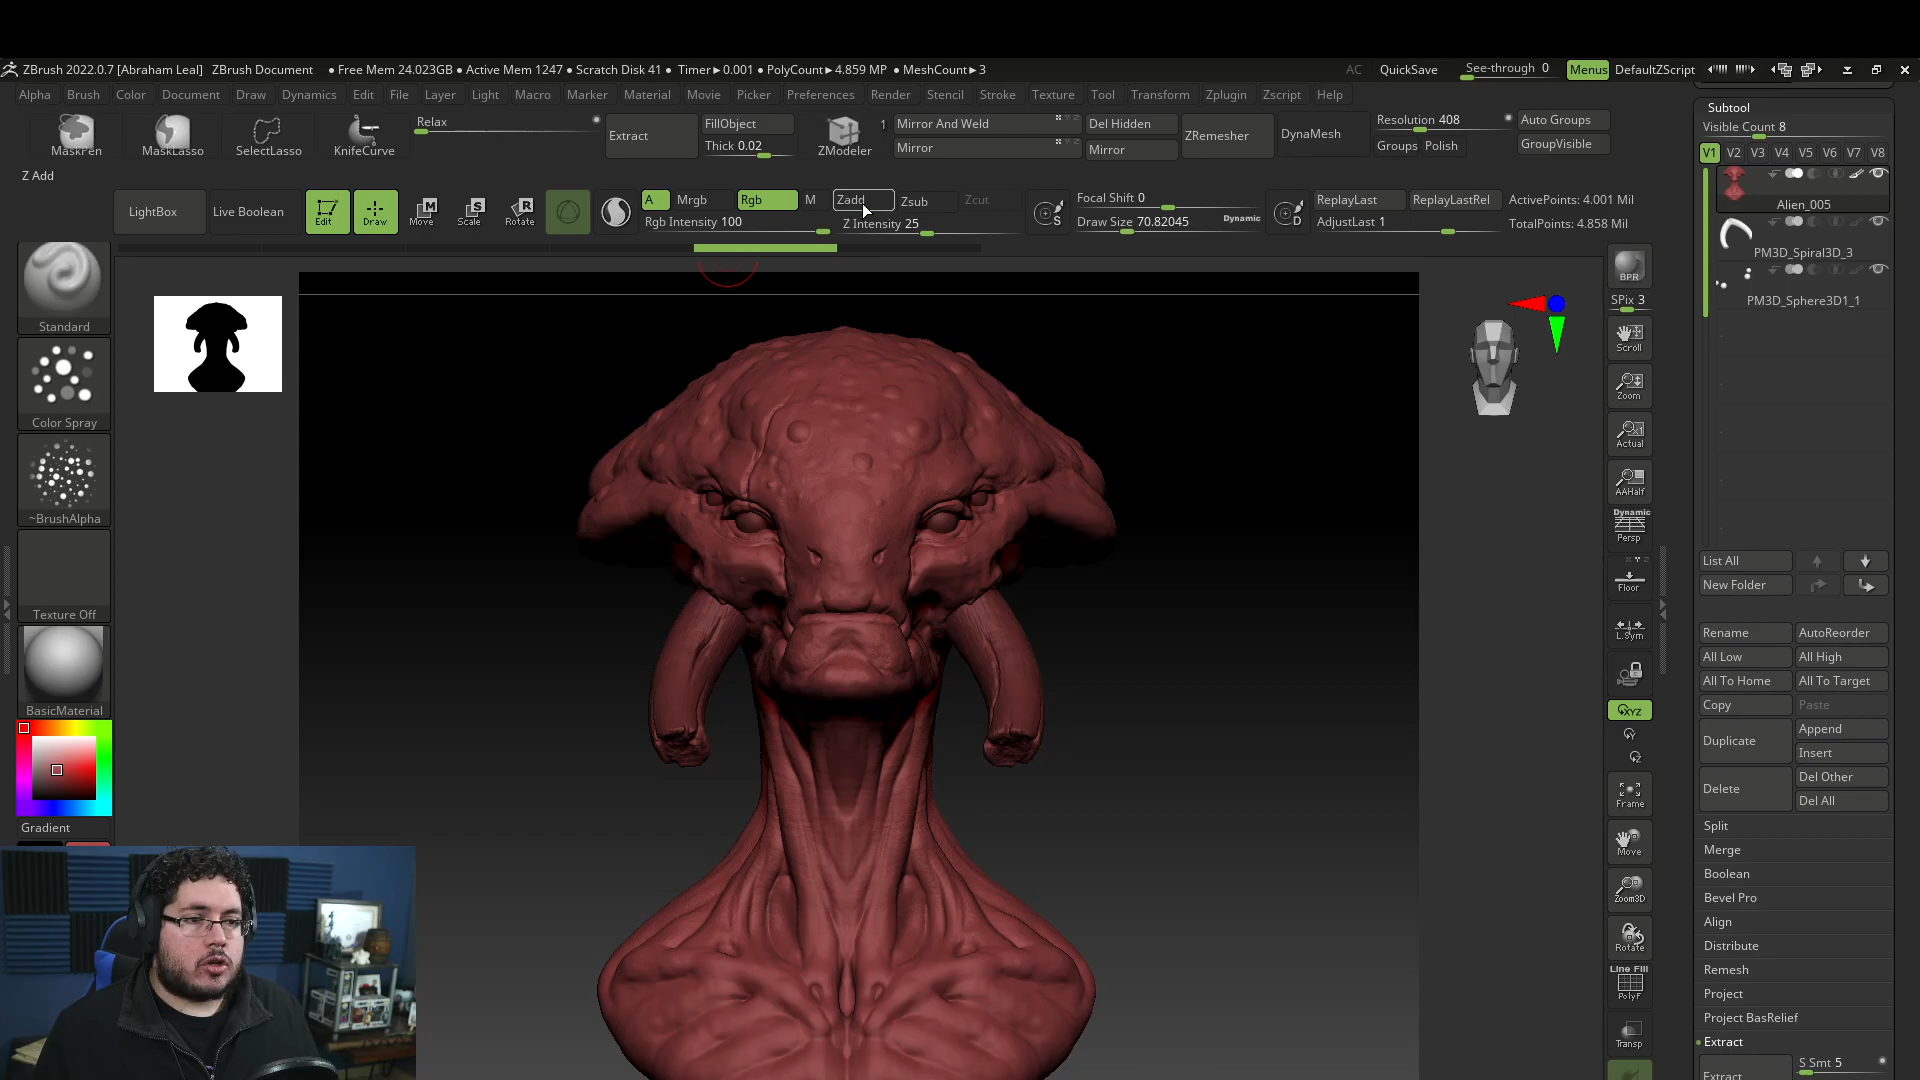 ZBrush 2022.0.7 [Abraham Leal] ZBrush Document • Free Mem 24.023GB • Active Mem 1247 • Scratch Disk 41 • Timer►0.001 • PolyCount►4.859 MP • MeshCount►3
AC QuickSave See-through 0 Menus DefaultZScript
Alpha Brush Color Document Draw Dynamics Edit File Layer Light Macro Marker Material Movie Picker Preferences Render Stencil Stroke Texture Tool Transform Zplugin Zscript Help
MaskPen MaskLasso SelectLasso KnifeCurve
Relax
Extract
FillObject
Thick 0.02
ZModeler
1
Mirror And Weld
Mirror
Del Hidden
Mirror
ZRemesher
DynaMesh
Resolution 408
Groups Polish
Auto Groups
GroupVisible
Z Add
LightBox
Live Boolean
Edit
Draw
Move
Scale
Rotate
A Mrgb Rgb M Zadd Zsub Zcut
Rgb Intensity 100
Z Intensity 25
S
Focal Shift 0
Draw Size 70.82045
Dynamic
D
ReplayLast ReplayLastRel
AdjustLast 1
ActivePoints: 4.001 Mil
TotalPoints: 4.858 Mil
Standard
Color Spray
~BrushAlpha
Texture Off
BasicMaterial
Gradient
BPR
SPix 3
Scroll
Zoom
Actual
AAHalf
Dynamic
Persp
Floor
L.Sym
XYZ
Y
Z
Frame
Move
Zoom3D
Rotate
Line Fill
PolyF
Transp
Subtool
Visible Count 8
V1 V2 V3 V4 V5 V6 V7 V8
Alien_005
PM3D_Spiral3D_3
PM3D_Sphere3D1_1
List All
New Folder
Rename AutoReorder
All Low All High
All To Home All To Target
Copy Paste
Duplicate
Append
Insert
Delete
Del Other
Del All
Split
Merge
Boolean
Bevel Pro
Align
Distribute
Remesh
Project
Project BasRelief
Extract
Extract
S Smt 5